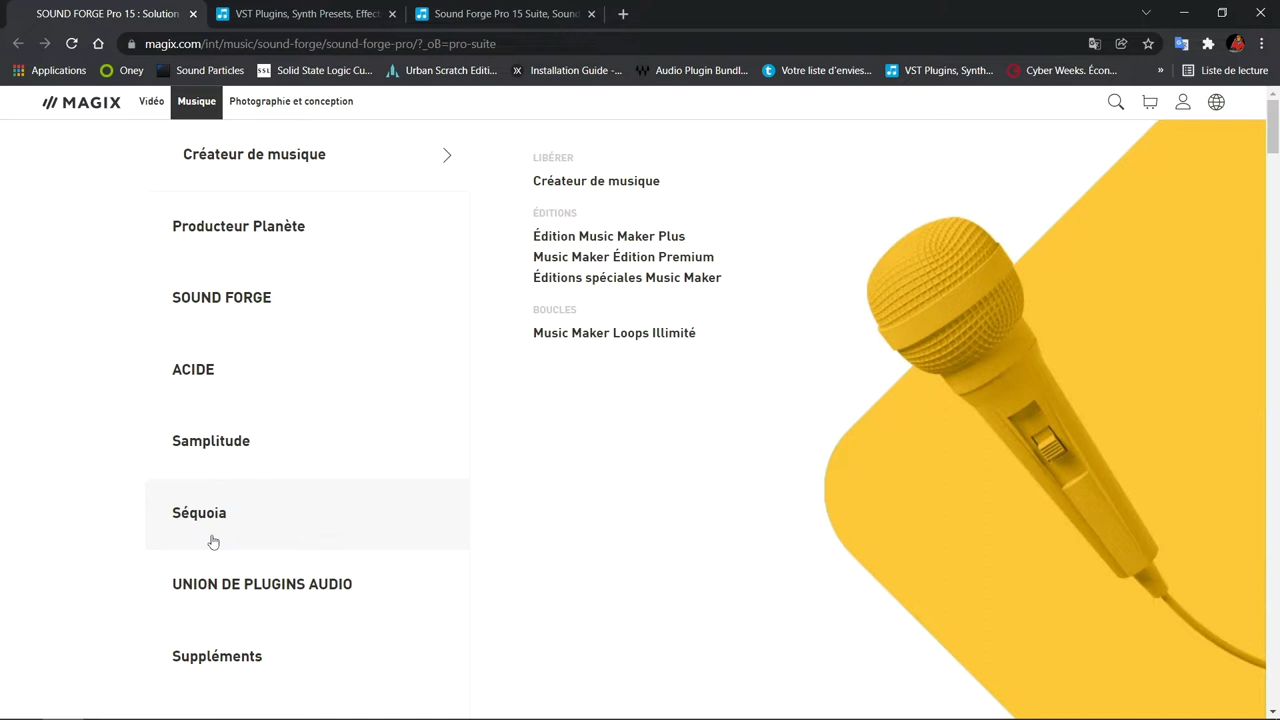 SOUND FORGE Pro 15 : Solution
VST Plugins, Synth Presets, Effect
Sound Forge Pro 15 Suite, Sound
magix.com/int/music/sound-forge/sound-forge-pro/?_oB=pro-suite
Applications
Oney
Sound Particles
SSL Solid State Logic Cu...
Urban Scratch Editi...
Installation Guide -...
Audio Plugin Bundl...
Votre liste d'envies...
VST Plugins, Synth...
Cyber Weeks. Écon...
»
Liste de lecture
MAGIX
Vidéo
Musique
Photographie et conception
Créateur de musique
Producteur Planète
SOUND FORGE
ACIDE
Samplitude
Séquoia
UNION DE PLUGINS AUDIO
Suppléments
LIBÉRER
Créateur de musique
ÉDITIONS
Édition Music Maker Plus
Music Maker Édition Premium
Éditions spéciales Music Maker
BOUCLES
Music Maker Loops Illimité